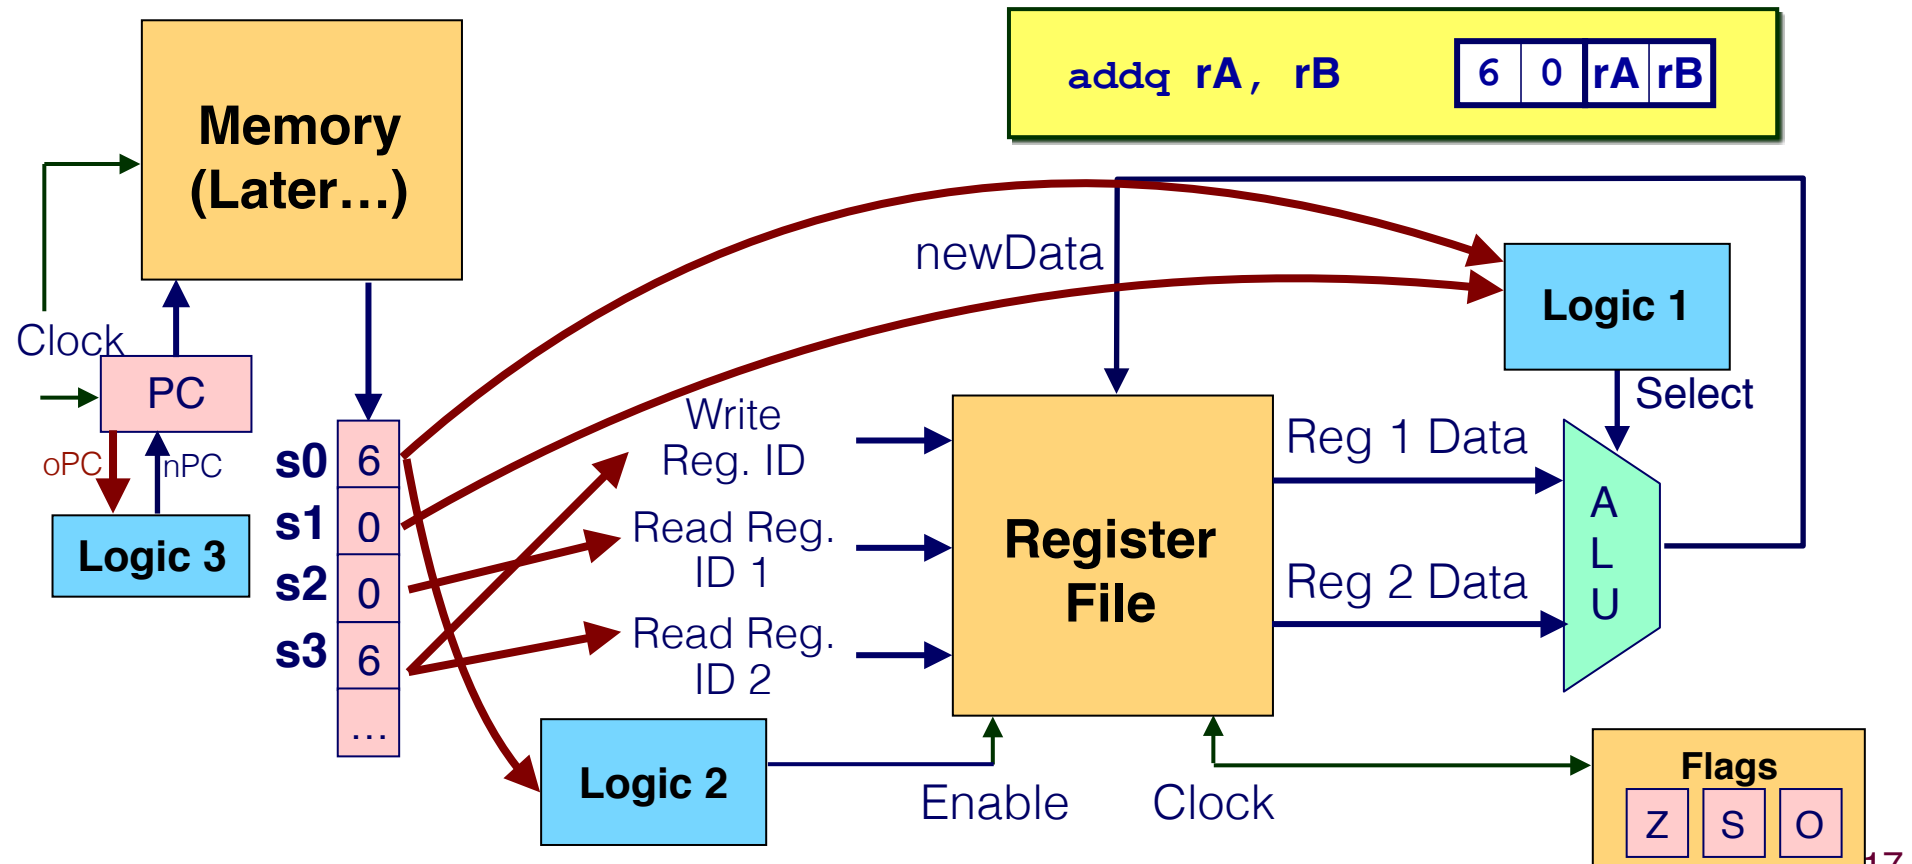 addq rA, rB
6 0 rA rB
Memory
(Later...)
newData
Logic 1
Clock
PC
Select
oPC
nPC
Write
Reg. ID
Reg 1 Data
s0 6
s1 0
s2 0
s3 6
...
Read Reg.
ID 1
Read Reg.
ID 2
Register
File
A
L
U
Reg 2 Data
Logic 3
Logic 2
Enable
Clock
Flags
Z S O
17